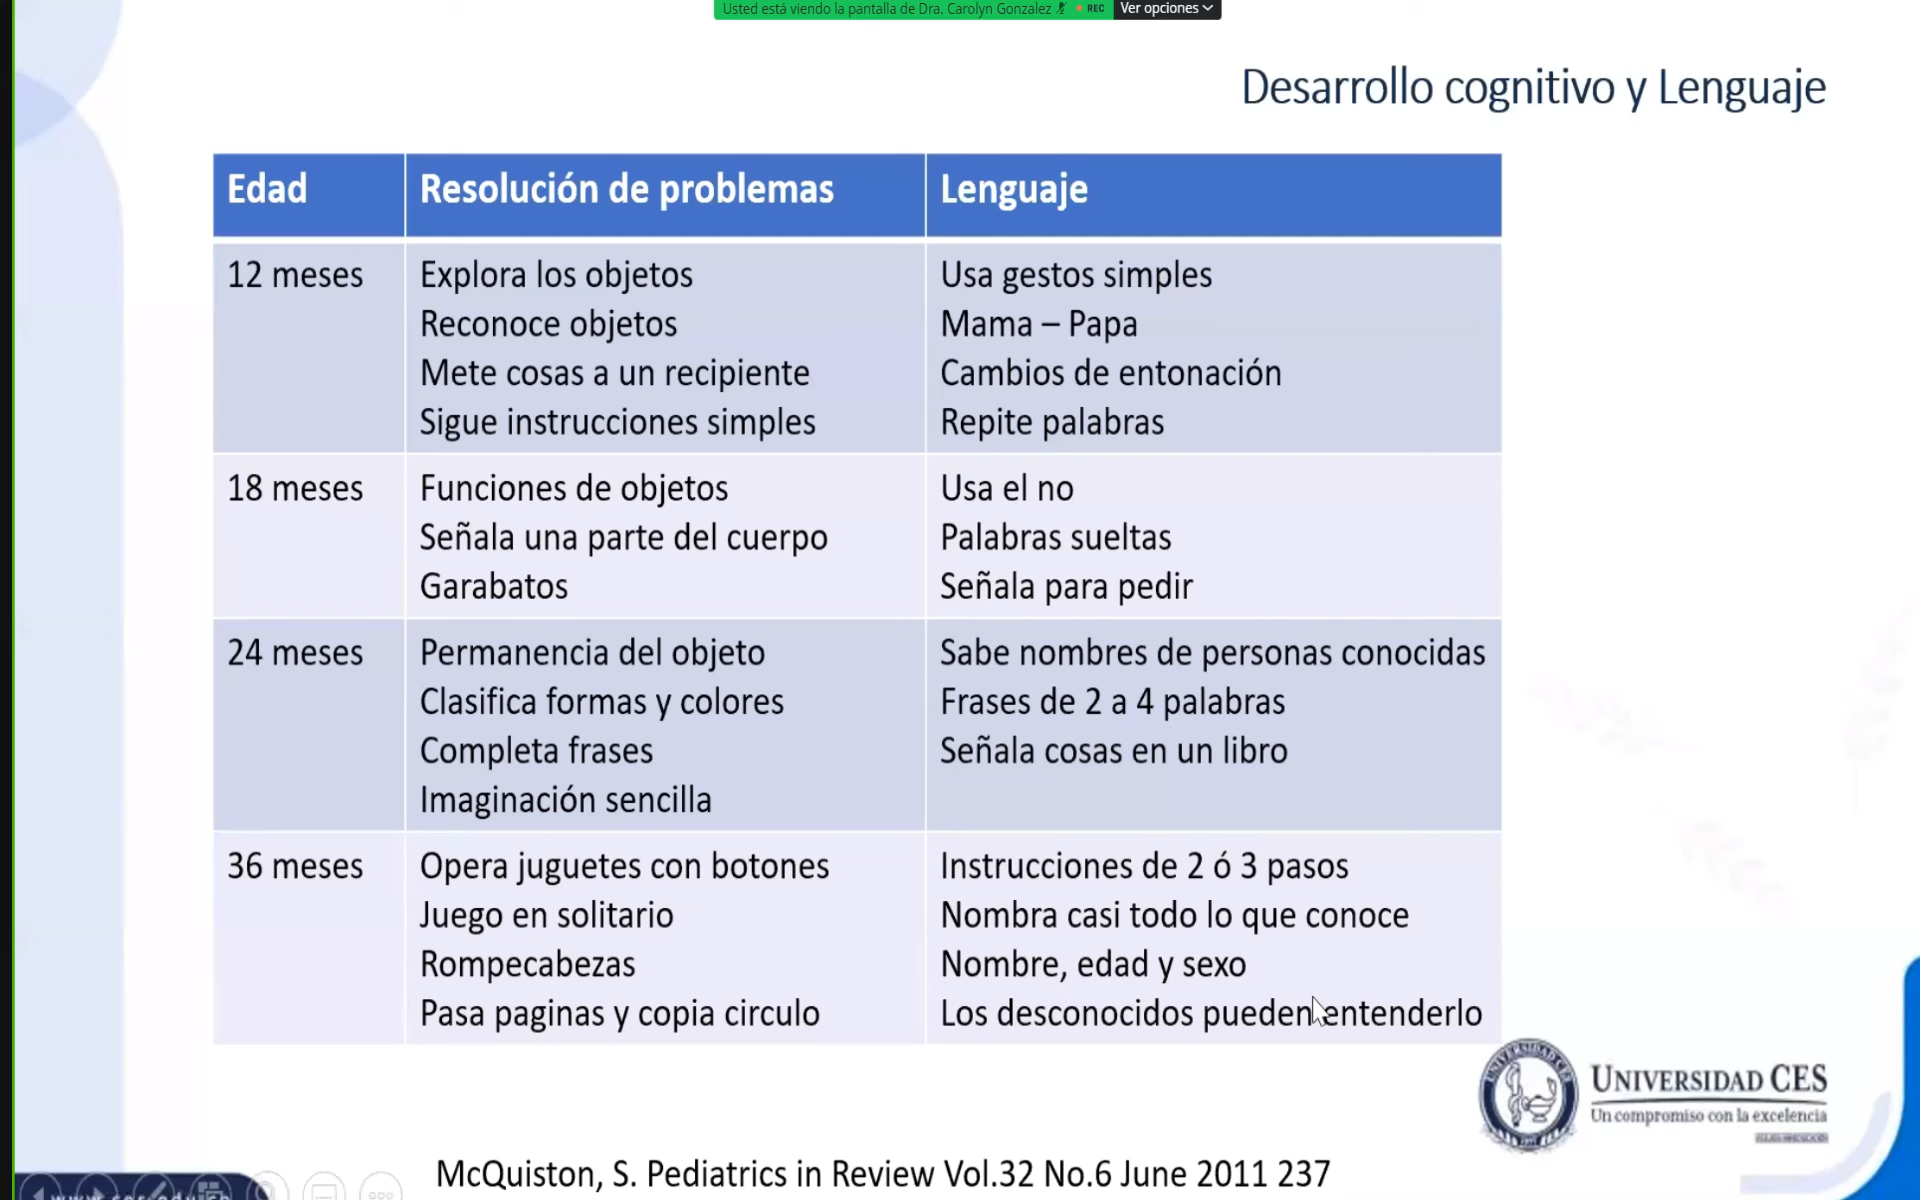 Usted está viendo la pantalla de Dra. Carolyn Gonzalez REC Ver opciones
Desarrollo cognitivo y Lenguaje
Edad Resolución de problemas Lenguaje
12 meses Explora los objetos Usa gestos simples
Reconoce objetos Mama – Papa
Mete cosas a un recipiente Cambios de entonación
Sigue instrucciones simples Repite palabras
18 meses Funciones de objetos Usa el no
Señala una parte del cuerpo Palabras sueltas
Garabatos Señala para pedir
24 meses Permanencia del objeto Sabe nombres de personas conocidas
Clasifica formas y colores Frases de 2 a 4 palabras
Completa frases Señala cosas en un libro
Imaginación sencilla
36 meses Opera juguetes con botones Instrucciones de 2 ó 3 pasos
Juego en solitario Nombra casi todo lo que conoce
Rompecabezas Nombre, edad y sexo
Pasa paginas y copia circulo Los desconocidos pueden entenderlo
UNIVERSIDAD CES
Un compromiso con la excelencia
McQuiston, S. Pediatrics in Review Vol.32 No.6 June 2011 237